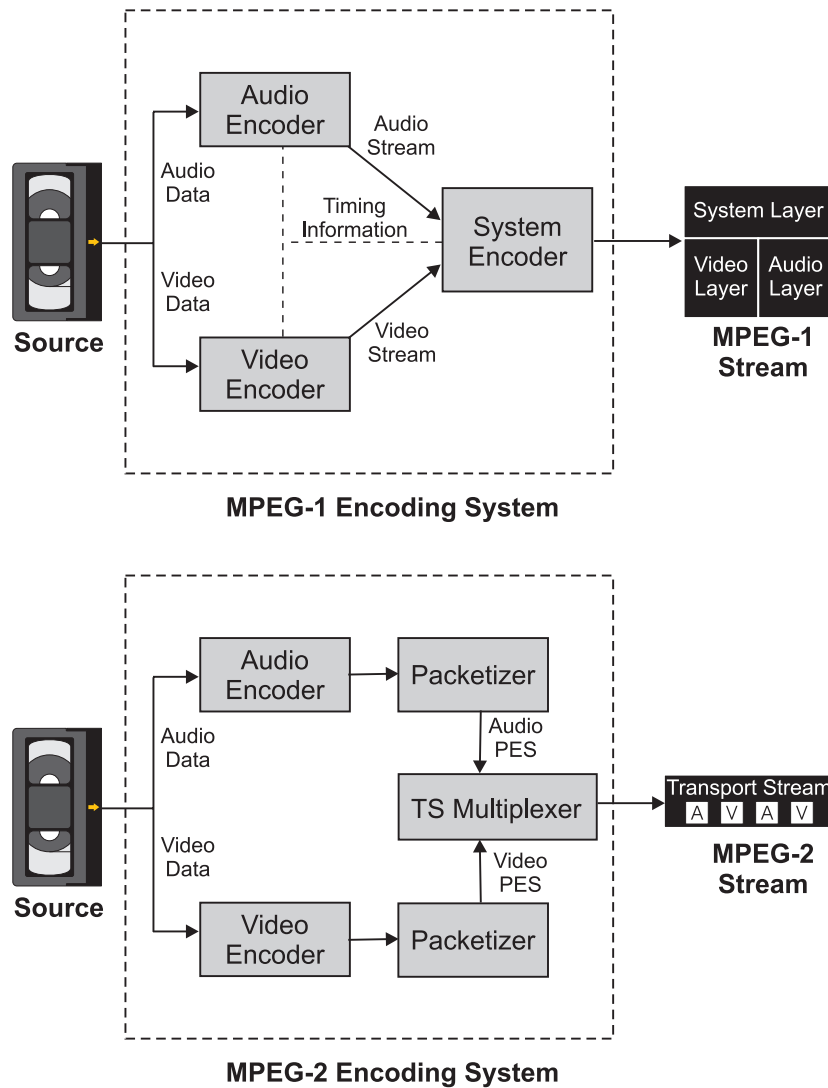 Audio
Encoder
Audio
Stream
Audio
Data
Timing
Information
System
Encoder
System Layer
Video
Layer
Audio
Layer
Video
Data
Source
Video
Encoder
Video
Stream
MPEG-1
Stream
MPEG-1 Encoding System
Audio
Encoder
Packetizer
Audio
Data
Audio
PES
TS Multiplexer
Transport Stream
A V A V
Video
Data
Video
PES
Source
MPEG-2
Stream
Video
Encoder
Packetizer
MPEG-2 Encoding System